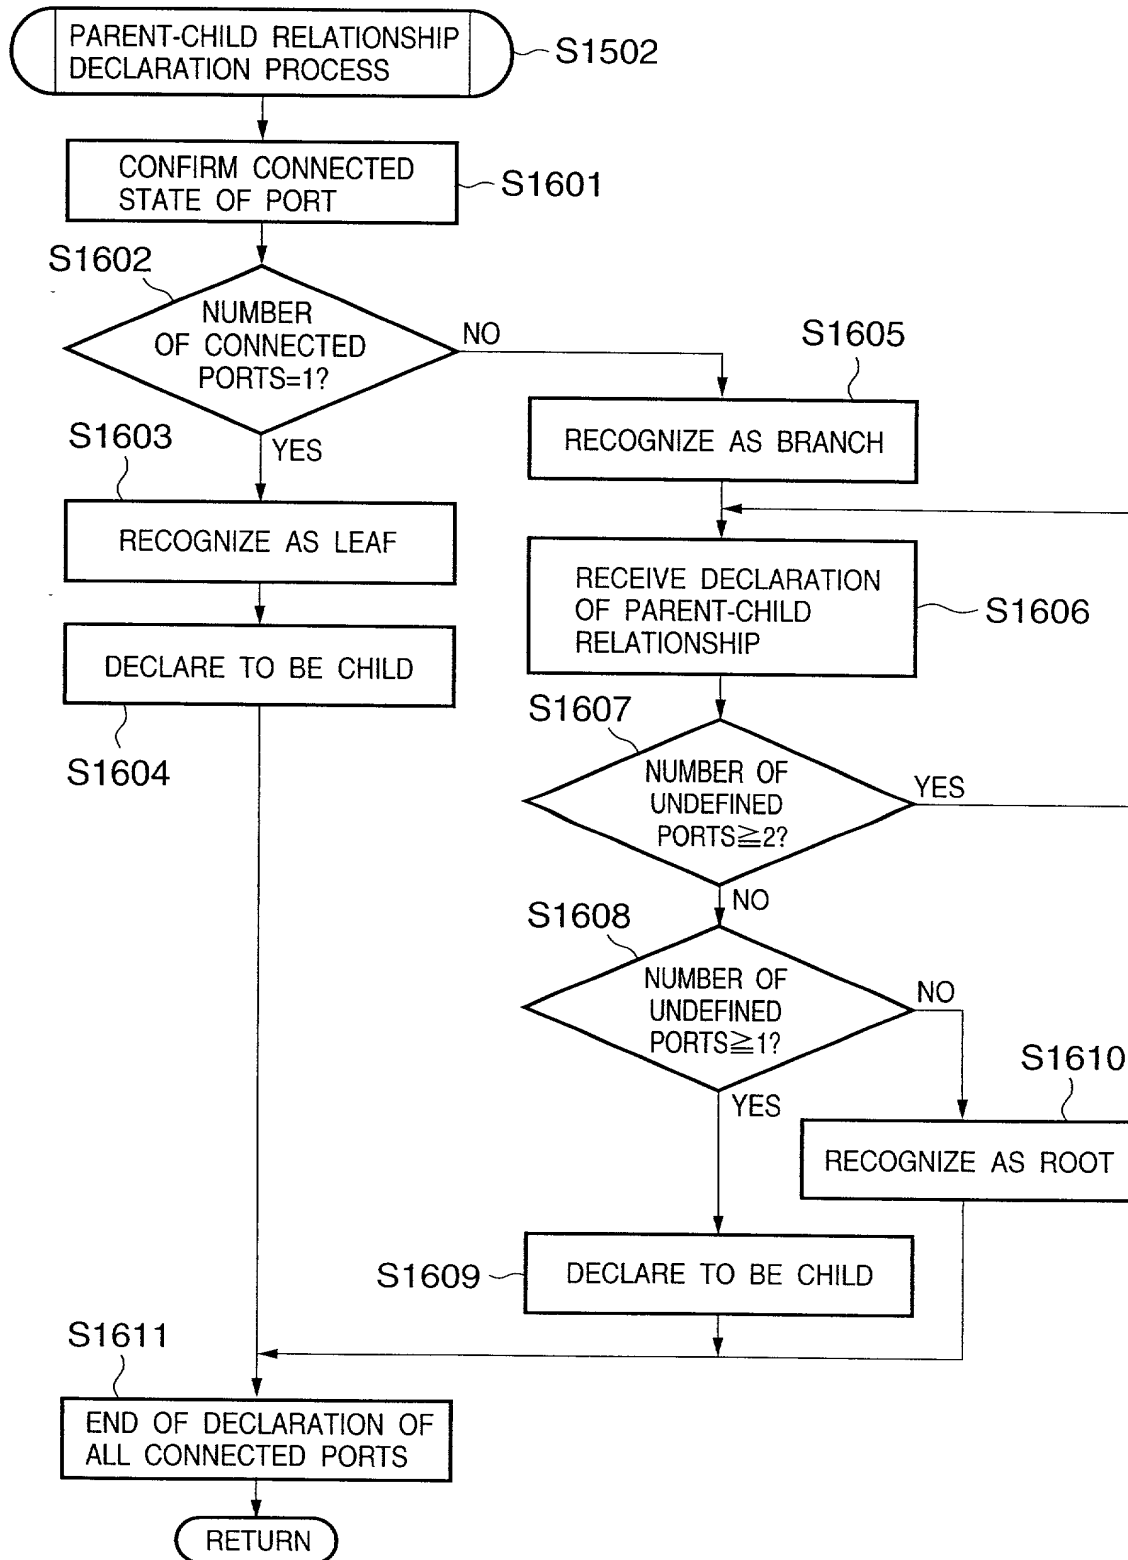 PARENT-CHILD RELATIONSHIP
DECLARATION PROCESS
S1502
CONFIRM CONNECTED
STATE OF PORT
S1601
S1602
NUMBER
OF CONNECTED
PORTS=1?
NO
YES
S1603
RECOGNIZE AS LEAF
DECLARE TO BE CHILD
S1604
S1605
RECOGNIZE AS BRANCH
RECEIVE DECLARATION
OF PARENT-CHILD
RELATIONSHIP
S1606
S1607
NUMBER OF
UNDEFINED
PORTS≧2?
YES
NO
S1608
NUMBER OF
UNDEFINED
PORTS≧1?
NO
YES
S1610
RECOGNIZE AS ROOT
S1609
DECLARE TO BE CHILD
S1611
END OF DECLARATION OF
ALL CONNECTED PORTS
RETURN